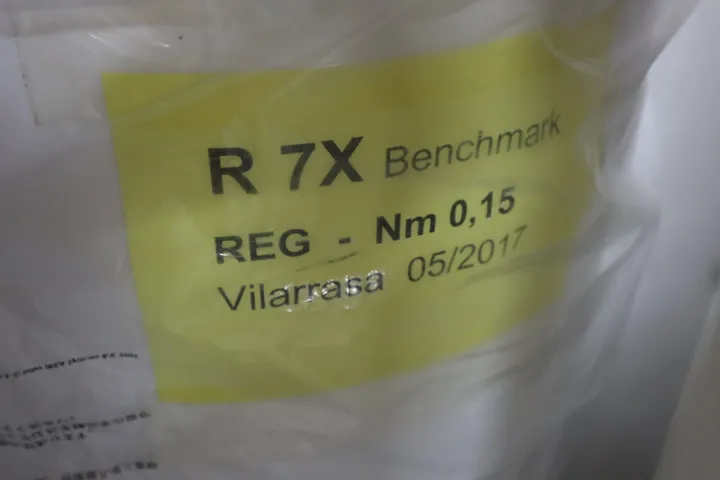 R 7X Benchmark
REG - Nm 0,15
Vilarrasa 05/2017